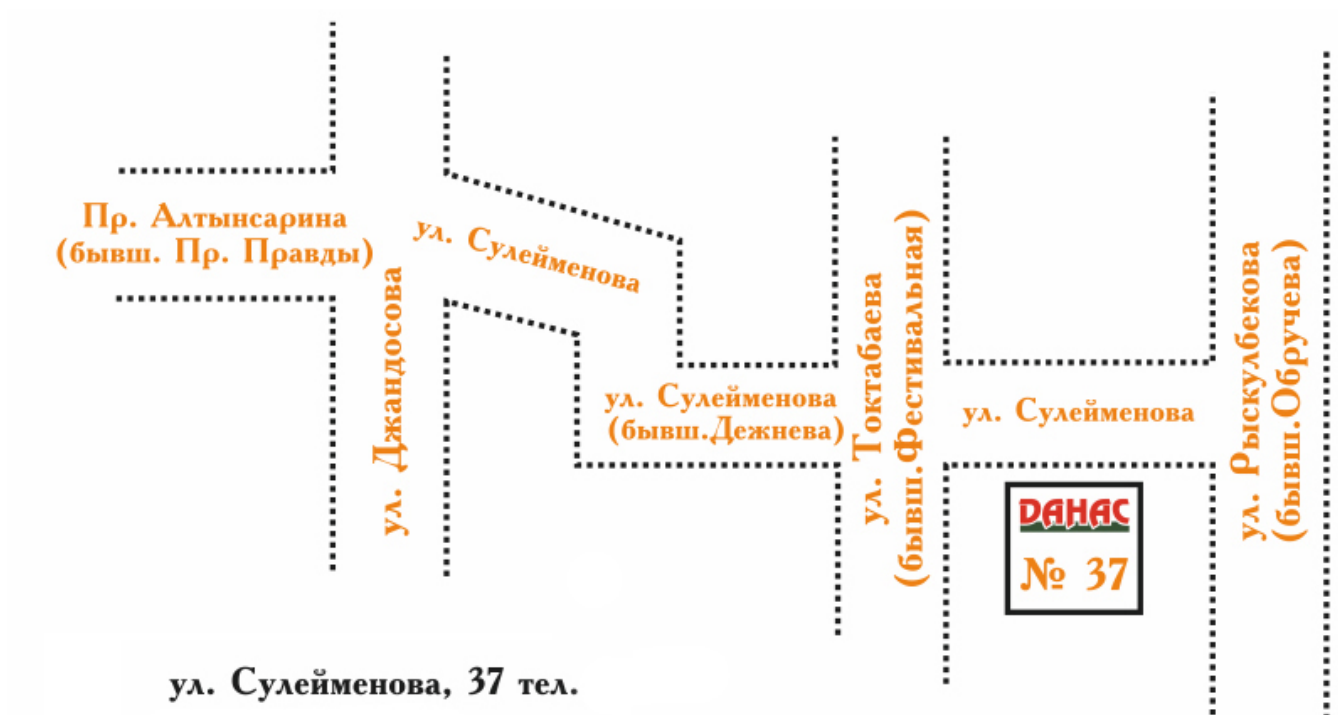 Пр. Алтынсарина
(бывш. Пр. Правды)
ул. Сулейменова
ул. Джандосова
ул. Сулейменова
(бывш.Дежнева)
ул. Токтабаева
(бывш.Фестивальная)
ул. Сулейменова
ул. Рыскулбекова
(бывш.Обручева)
ДАНАС
№ 37
ул. Сулейменова, 37 тел.